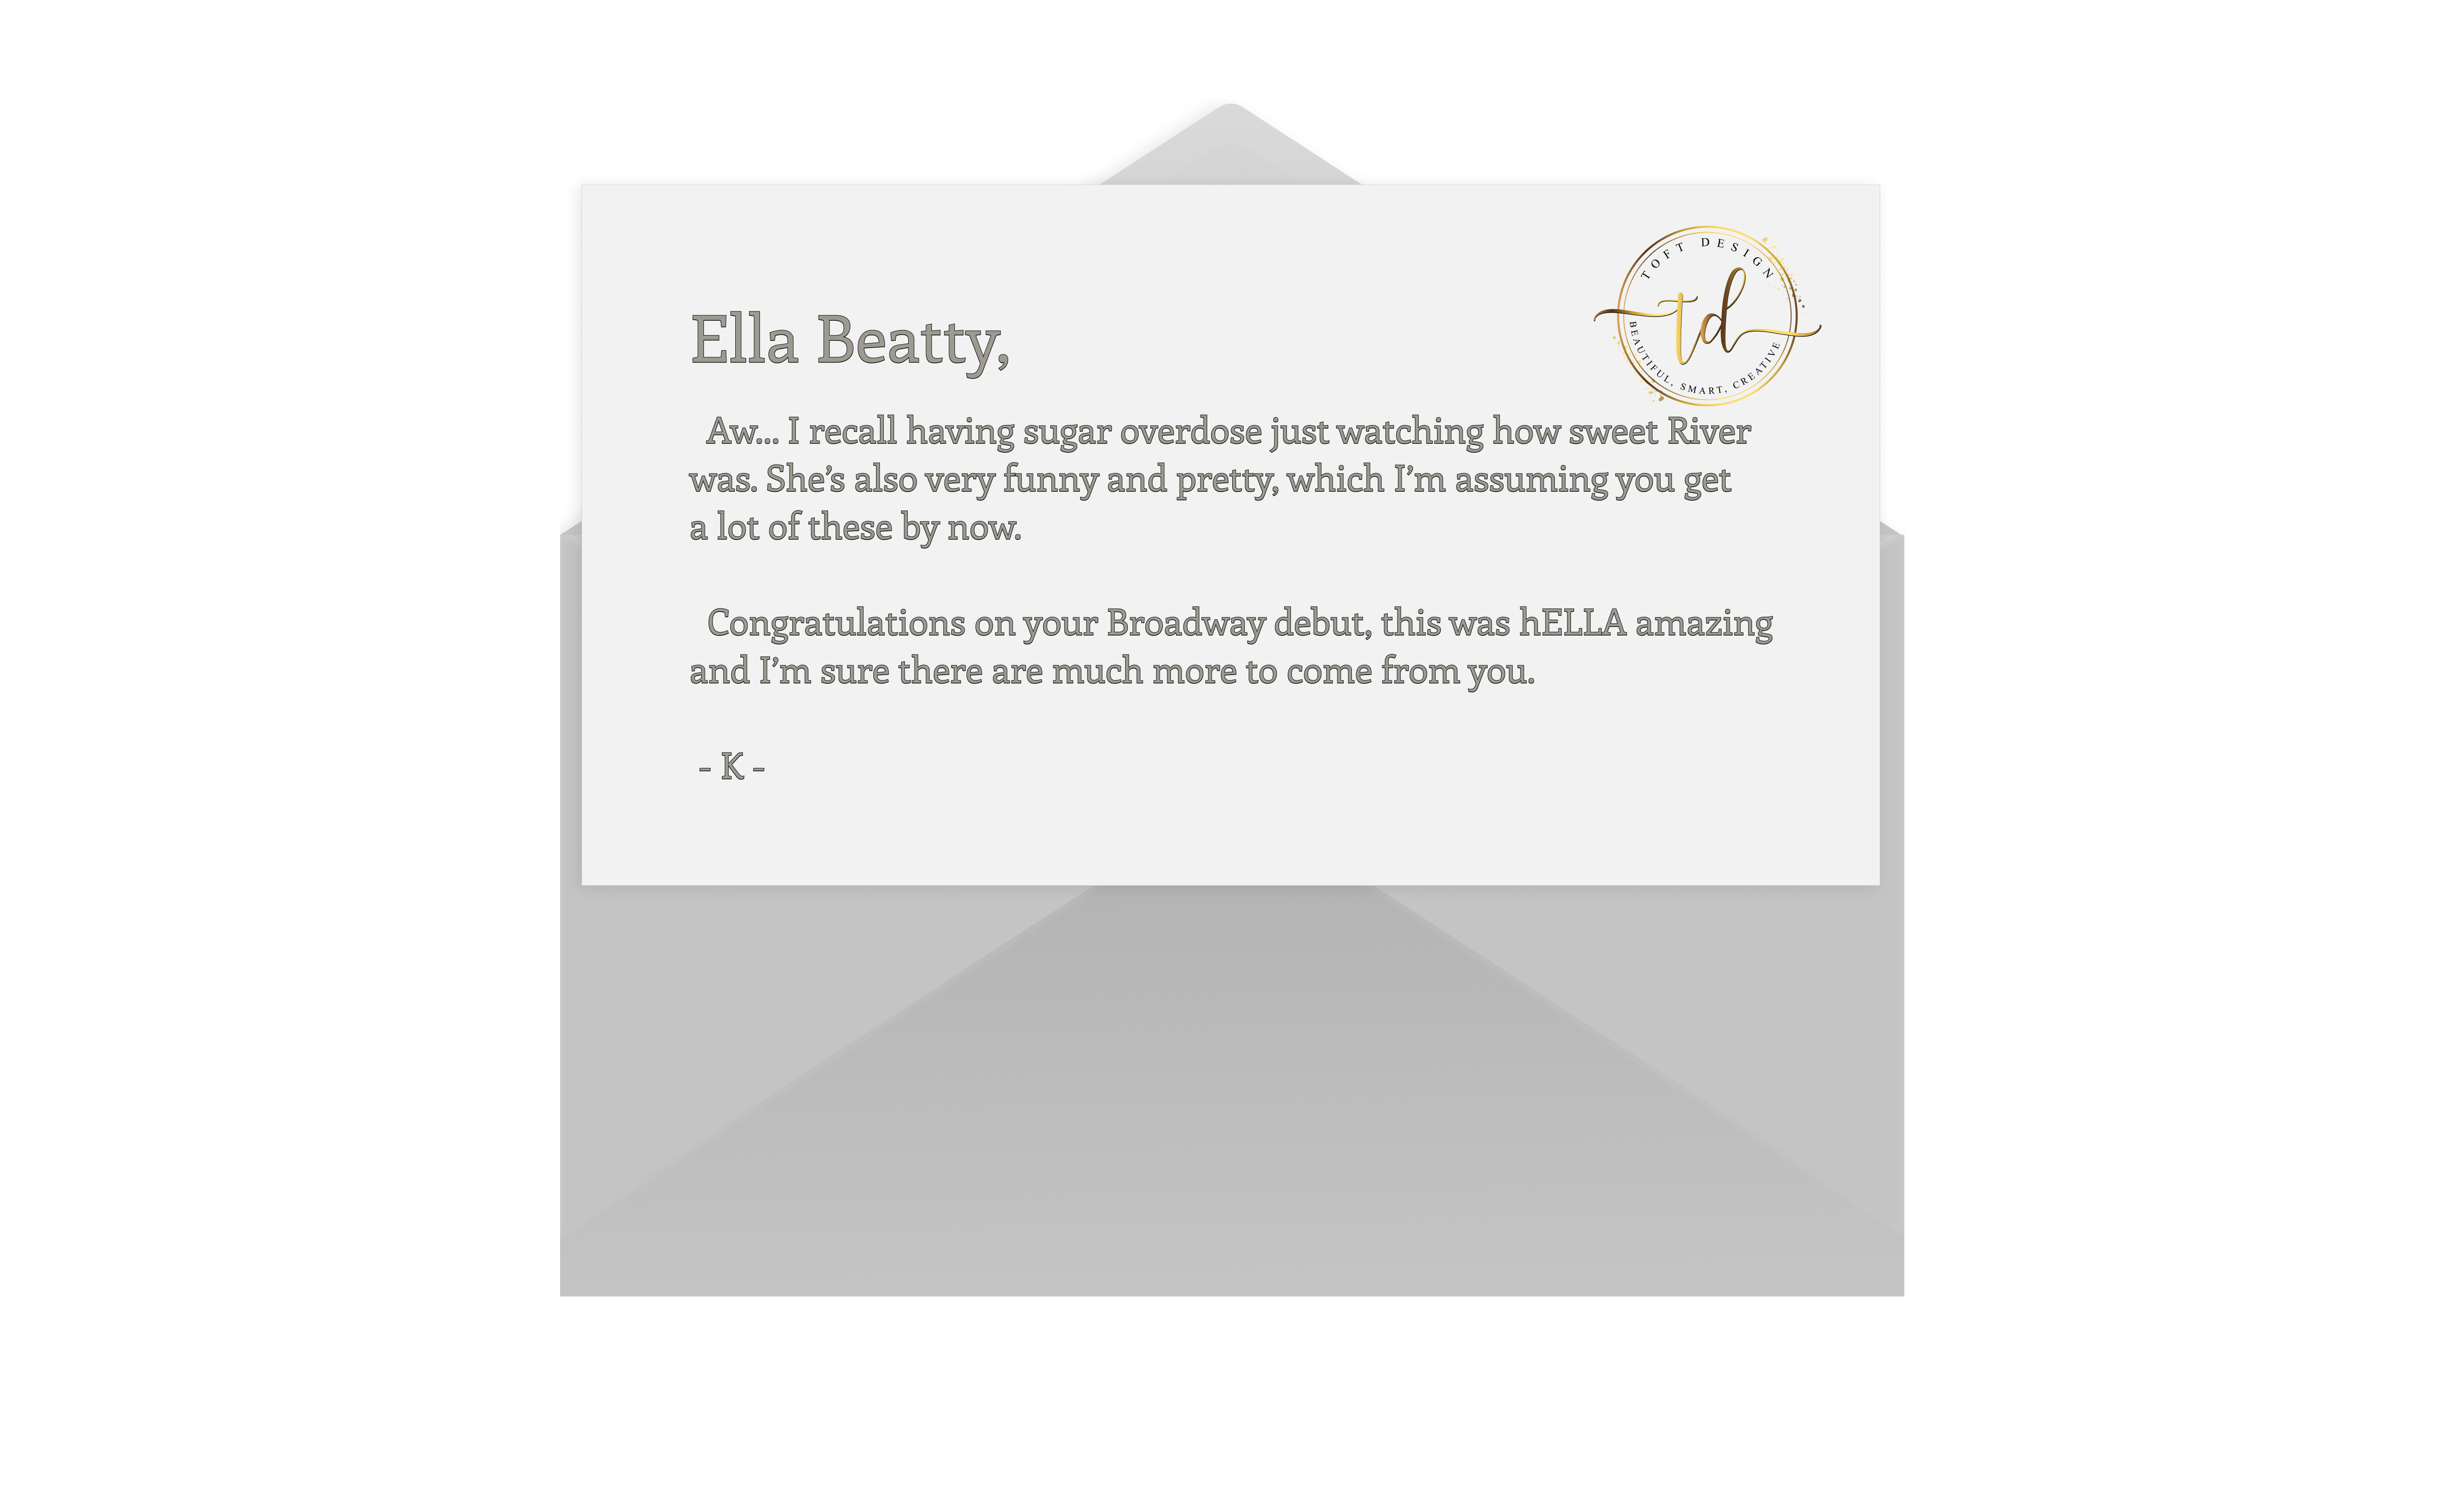 TOFT DESIGN
td
BEAUTIFUL, SMART, CREATIVE
Ella Beatty,
Aw... I recall having sugar overdose just watching how sweet River
was. She’s also very funny and pretty, which I’m assuming you get
a lot of these by now.
Congratulations on your Broadway debut, this was hELLA amazing
and I’m sure there are much more to come from you.
- K -